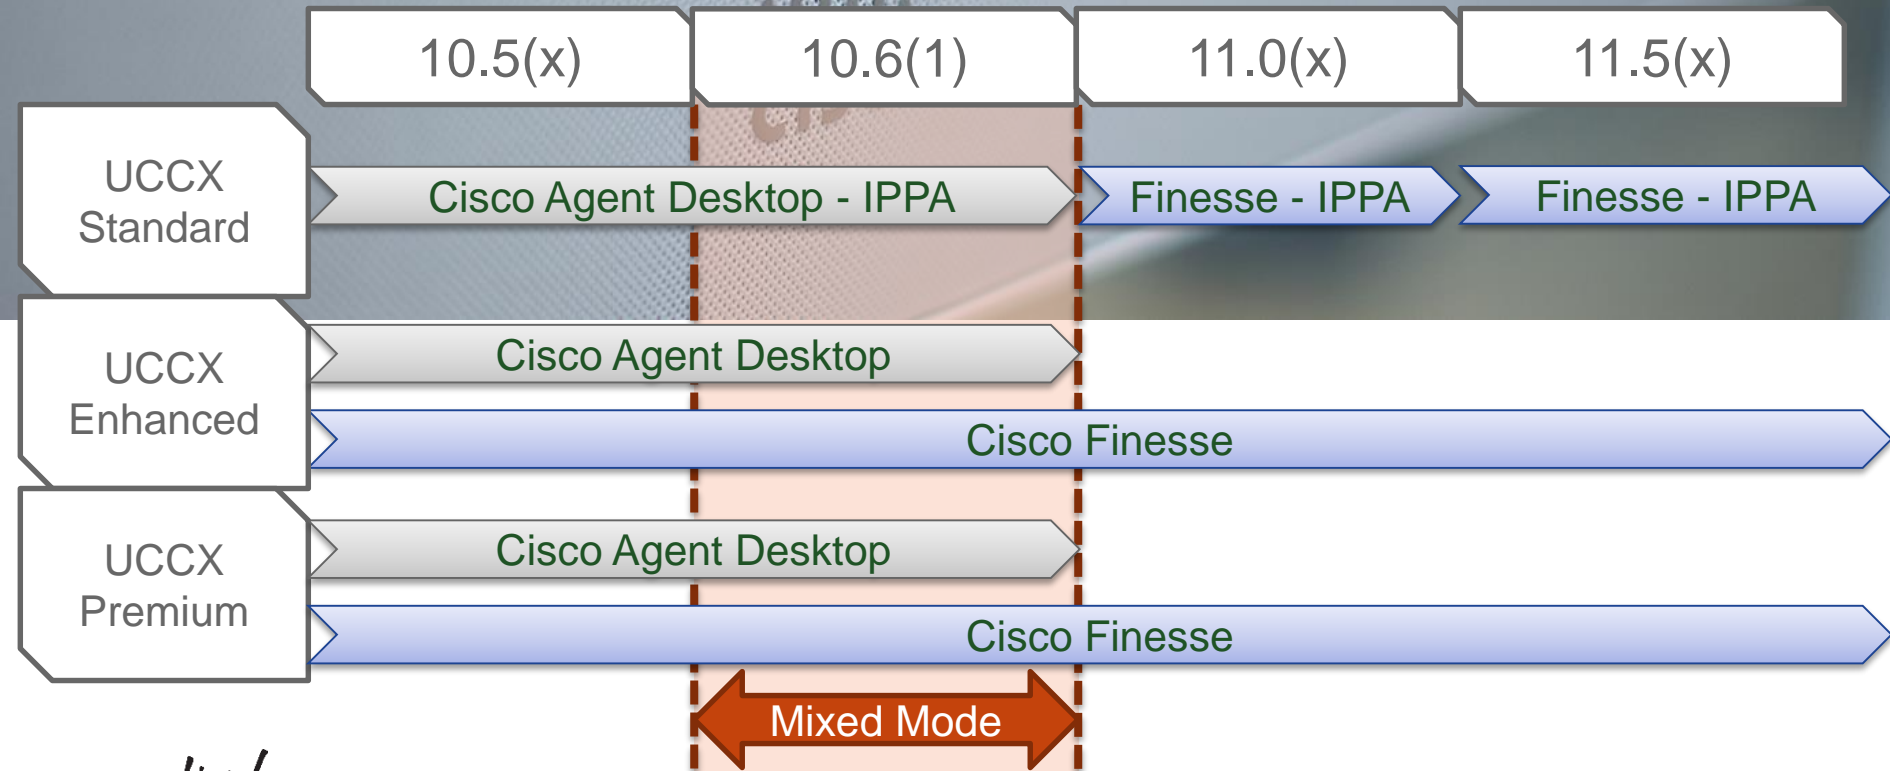 10.5(x) 10.6(1) 11.0(x) 11.5(x)
UCCX
Standard
Cisco Agent Desktop - IPPA
Finesse - IPPA
Finesse - IPPA
UCCX
Enhanced
Cisco Agent Desktop
Cisco Finesse
UCCX
Premium
Cisco Agent Desktop
Cisco Finesse
Mixed Mode